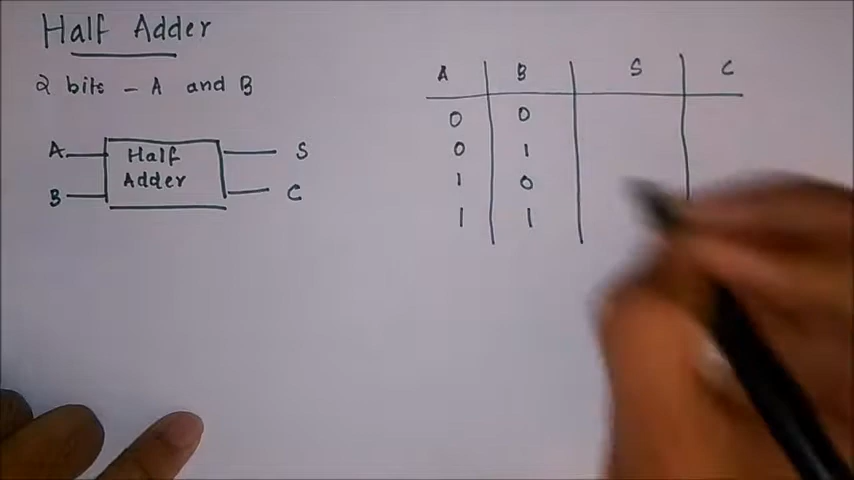 Half Adder
2 bits - A and B
A Half Adder S
B C
A B S C
0 0
0 1
1 0
1 1